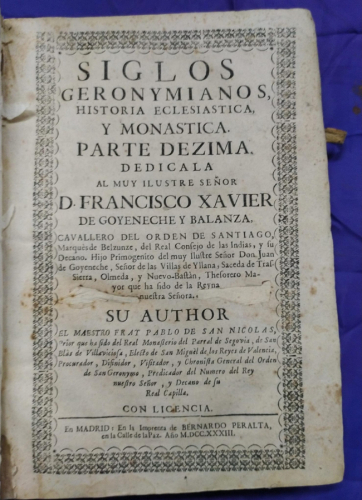 SIGLOS
GERONYMIANOS,
HISTORIA ECLESIASTICA,
Y MONASTICA.
PARTE DEZIMA.
DEDICALA
AL MUY ILUSTRE SEÑOR
D. FRANCISCO XAVIER
DE GOYENECHE Y BALANZA.
CAVALLERO DEL ORDEN DE SANTIAGO,
Marquès de Belzunze, del Real Consejo de las Indias, y su
Decano. Hijo Primogenito del muy Ilustre Señor Don Juan
de Goyeneche, Señor de las Villas de Yllana, Saceda de Tras-
Sierra, Olmeda, y Nuevo-Bastàn, Thesorero Ma-
yor que ha sido de la Reyna
nuestra Señora.
SU AUTHOR
EL MAESTRO FRAY PABLO DE SAN NICOLAS,
Prior que ha sido del Real Monasterio del Parral de Segovia, de San
Blàs de Villaviciosa, Electo de San Miguel de los Reyes de Valencia,
Procurador, Difinidor, Visitador, y Chronista General del Orden
de San Geronymo, Predicador del Numero del Rey
nuestro Señor, y Decano de su
Real Capilla.
CON LICENCIA.
En MADRID: En la Imprenta de BERNARDO PERALTA,
en la Calle de la Paz. Año M.DCC.XXXIII.